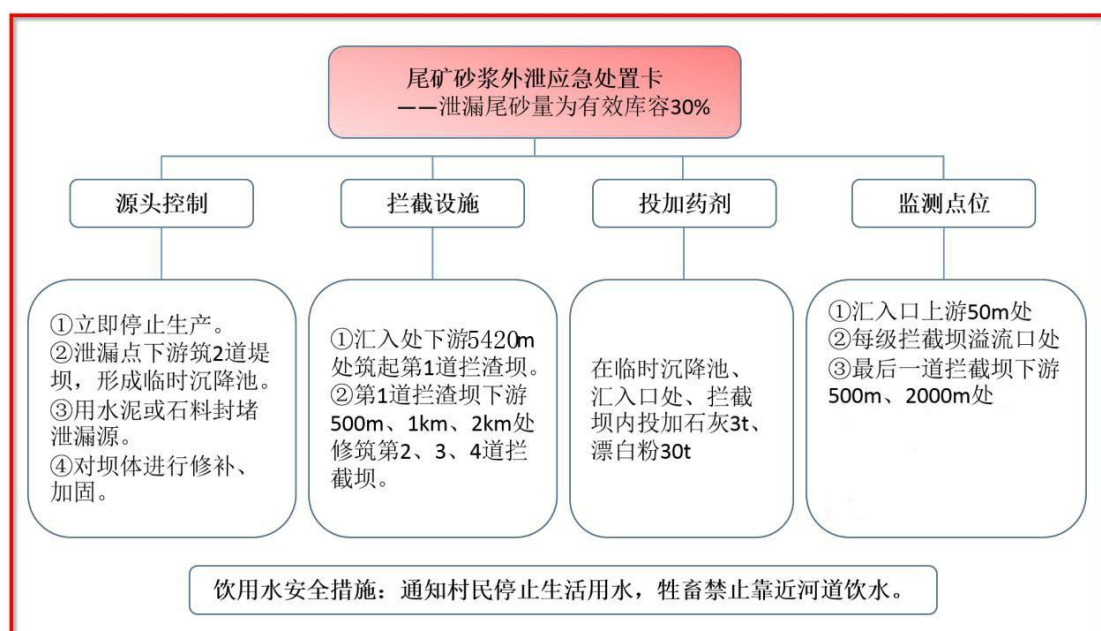 尾矿砂浆外泄应急处置卡
——泄漏尾砂量为有效库容30%
源头控制
拦截设施
投加药剂
监测点位
①立即停止生产。
②泄漏点下游筑2道堤
坝，形成临时沉降池。
③用水泥或石料封堵
泄漏源。
④对坝体进行修补、
加固。
①汇入处下游5420m
处筑起第1道拦渣坝。
②第1道拦渣坝下游
500m、1km、2km处
修筑第2、3、4道拦
截坝。
在临时沉降池、
汇入口处、拦截
坝内投加石灰3t、
漂白粉30t
①汇入口上游50m处
②每级拦截坝溢流口处
③最后一道拦截坝下游
500m、2000m处
饮用水安全措施：通知村民停止生活用水，牲畜禁止靠近河道饮水。